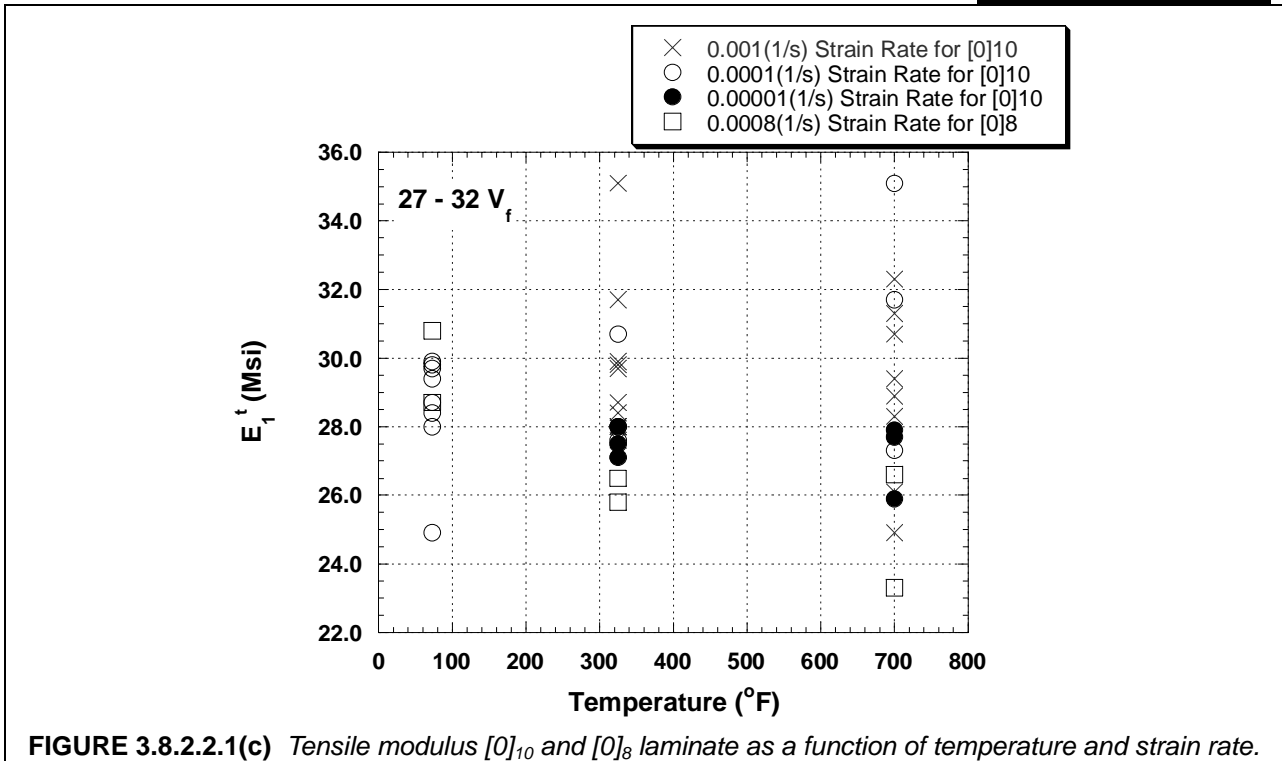 0.001(1/s) Strain Rate for [0]10
0.0001(1/s) Strain Rate for [0]10
0.00001(1/s) Strain Rate for [0]10
0.0008(1/s) Strain Rate for [0]8
36.0
34.0
32.0
30.0
28.0
26.0
24.0
22.0
27 - 32 V_f
E_1^t (Msi)
0 100 200 300 400 500 600 700 800
Temperature (°F)
FIGURE 3.8.2.2.1(c) Tensile modulus [0]₁₀ and [0]₈ laminate as a function of temperature and strain rate.